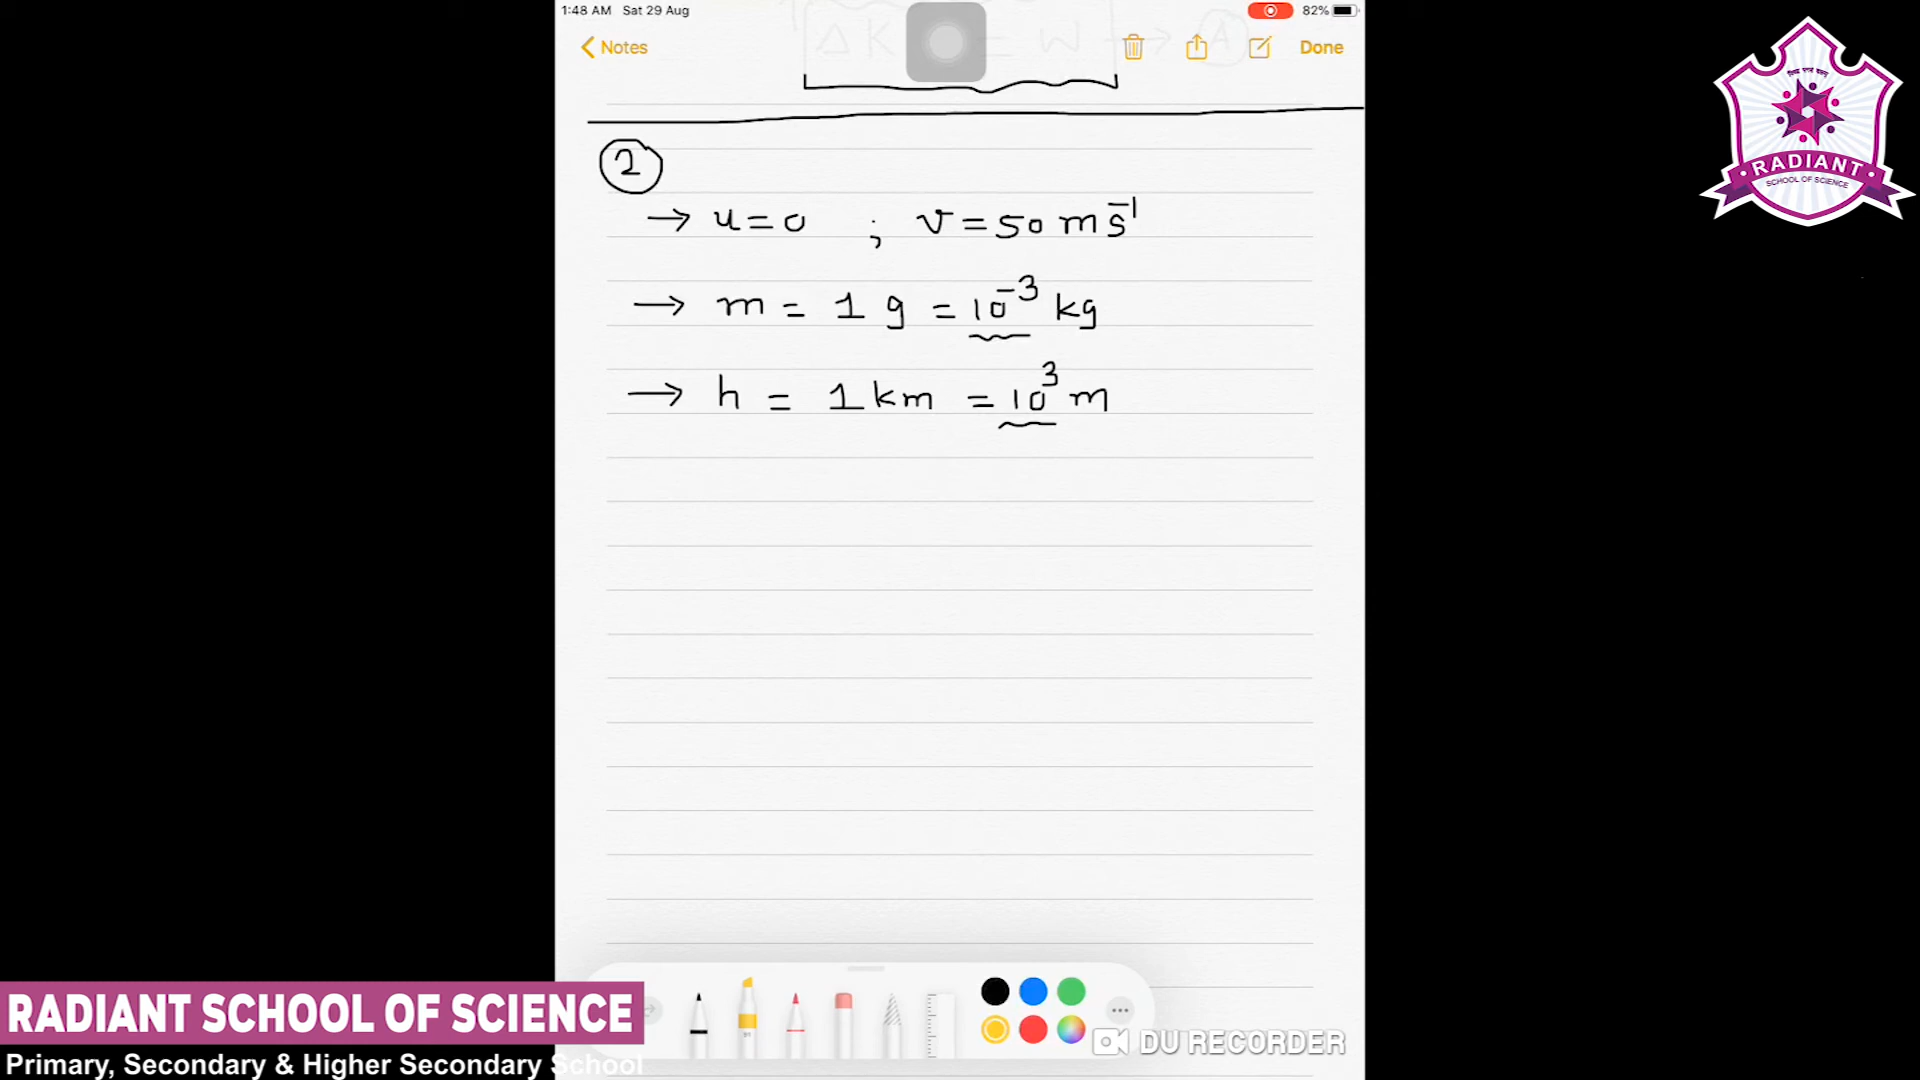 1:48 AM Sat 29 Aug
82%
ΔK = W → A
Notes
Done
2
→ u=0 ; v=50 m s⁻¹
→ m = 1 g = 10⁻³ kg
→ h = 1 km = 10³ m
RADIANT
SCHOOL OF SCIENCE
RADIANT SCHOOL OF SCIENCE
Primary, Secondary & Higher Secondary School
DU RECORDER